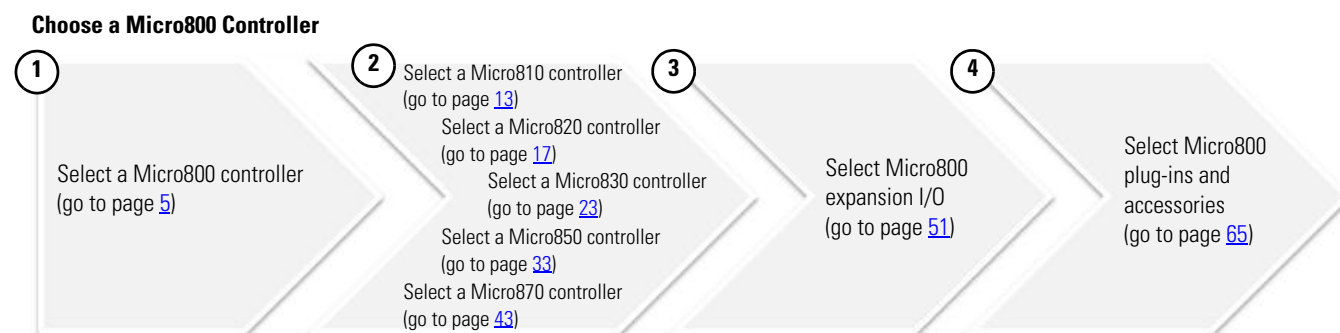 Choose a Micro800 Controller
1
Select a Micro800 controller
(go to page 5)
2
Select a Micro810 controller
(go to page 13)
Select a Micro820 controller
(go to page 17)
Select a Micro830 controller
(go to page 23)
Select a Micro850 controller
(go to page 33)
Select a Micro870 controller
(go to page 43)
3
Select Micro800
expansion I/O
(go to page 51)
4
Select Micro800
plug-ins and
accessories
(go to page 65)